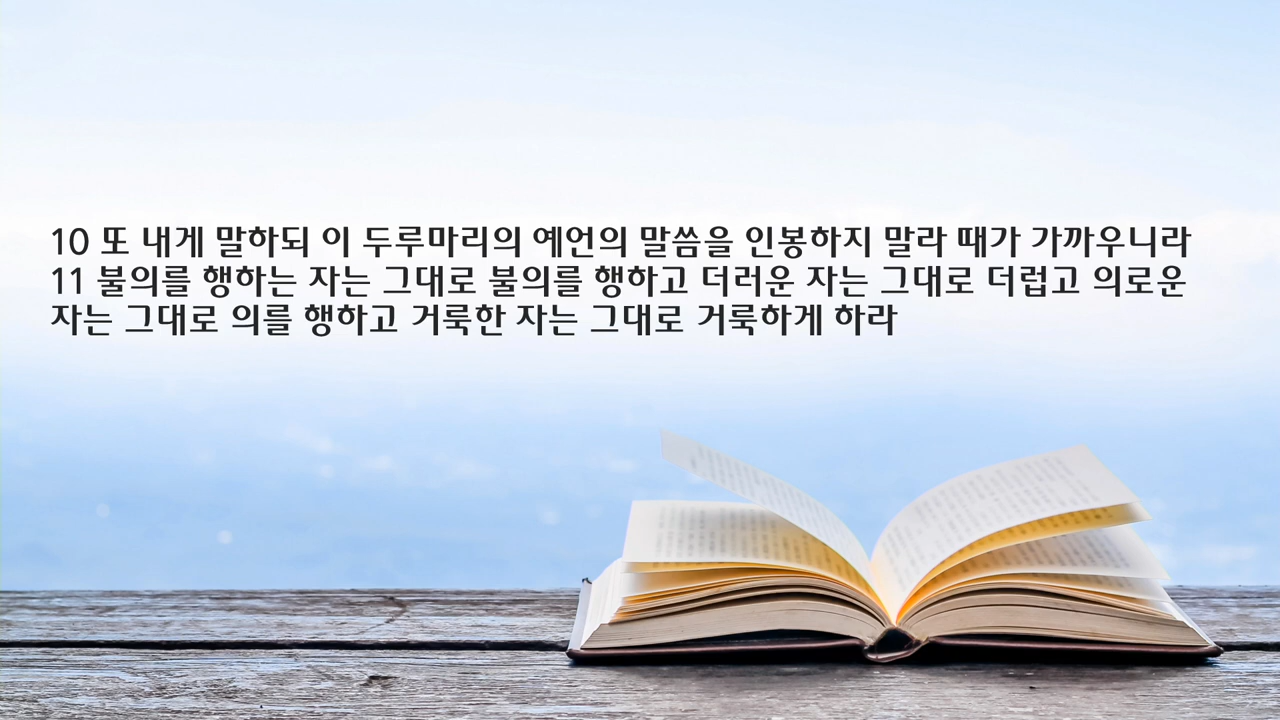 10 또 내게 말하되 이 두루마리의 예언의 말씀을 인봉하지 말라 때가 가까우니라
11 불의를 행하는 자는 그대로 불의를 행하고 더러운 자는 그대로 더럽고 의로운
자는 그대로 의를 행하고 거룩한 자는 그대로 거룩하게 하라